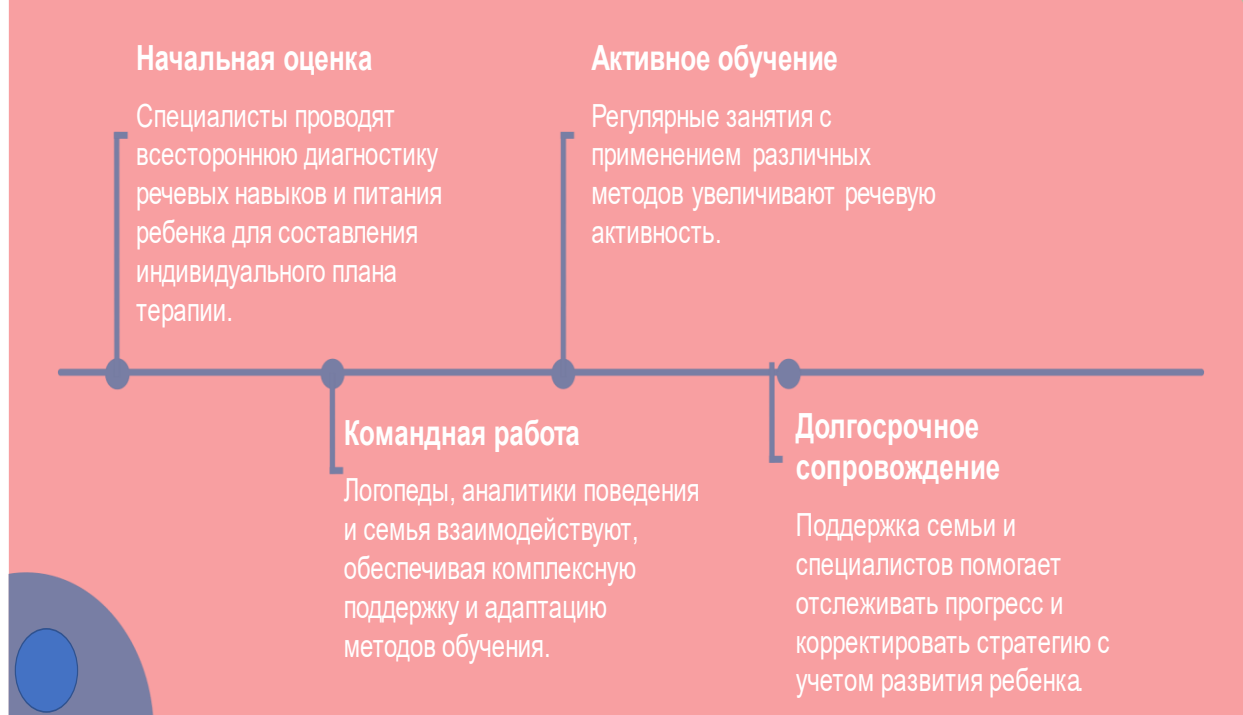 Начальная оценка
Специалисты проводят
всестороннюю диагностику
речевых навыков и питания
ребенка для составления
индивидуального плана
терапии.
Командная работа
Логопеды, аналитики поведения
и семья взаимодействуют,
обеспечивая комплексную
поддержку и адаптацию
методов обучения.
Активное обучение
Регулярные занятия с
применением различных
методов увеличивают речевую
активность.
Долгосрочное
сопровождение
Поддержка семьи и
специалистов помогает
отслеживать прогресс и
корректировать стратегию с
учетом развития ребенка.